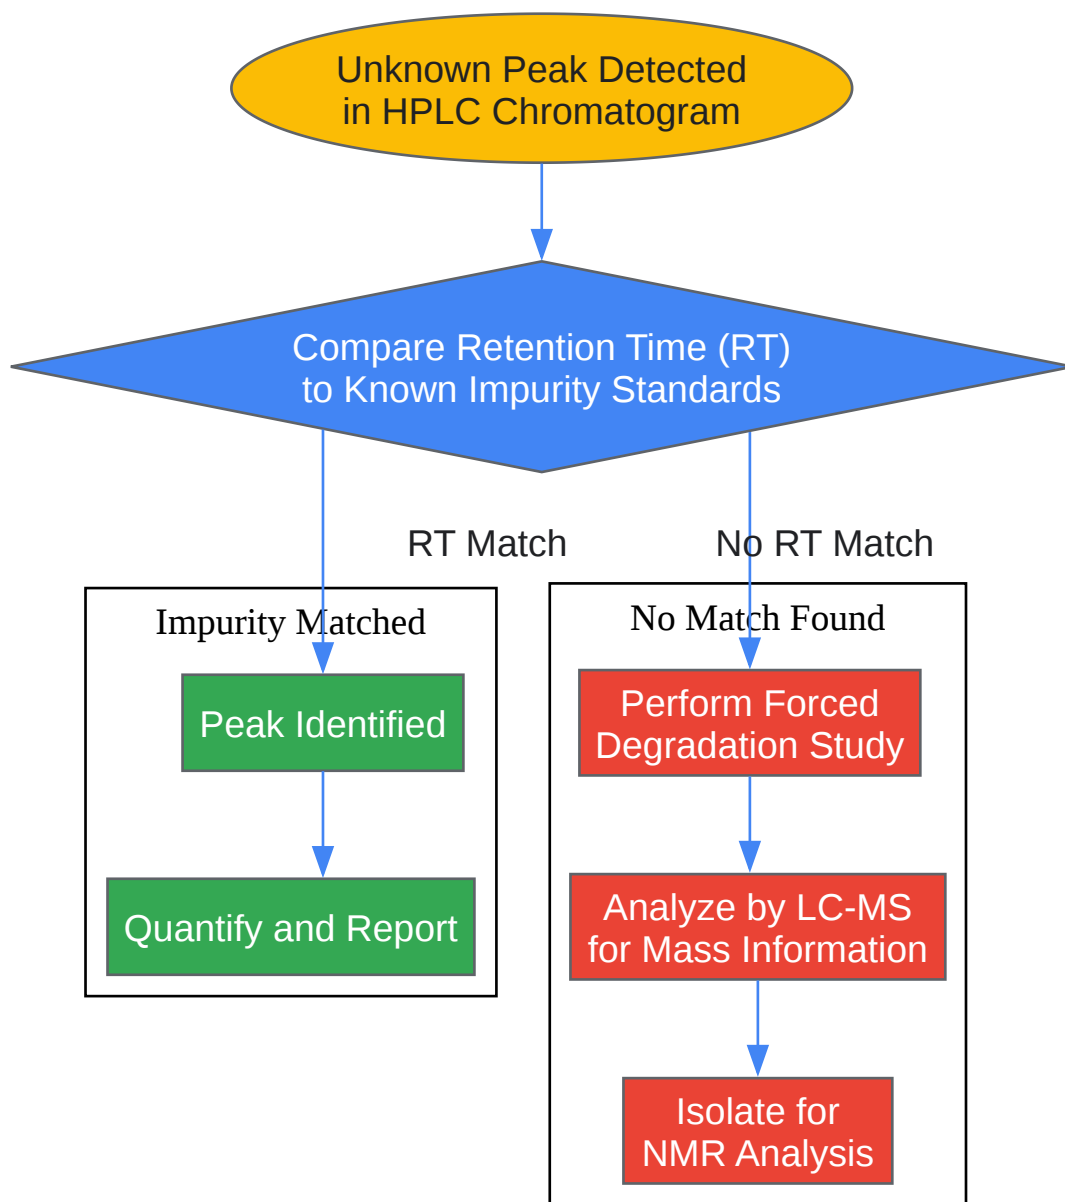 Unknown Peak Detected
in HPLC Chromatogram
Compare Retention Time (RT)
to Known Impurity Standards
RT Match
No RT Match
Impurity Matched
Peak Identified
Quantify and Report
No Match Found
Perform Forced
Degradation Study
Analyze by LC-MS
for Mass Information
Isolate for
NMR Analysis